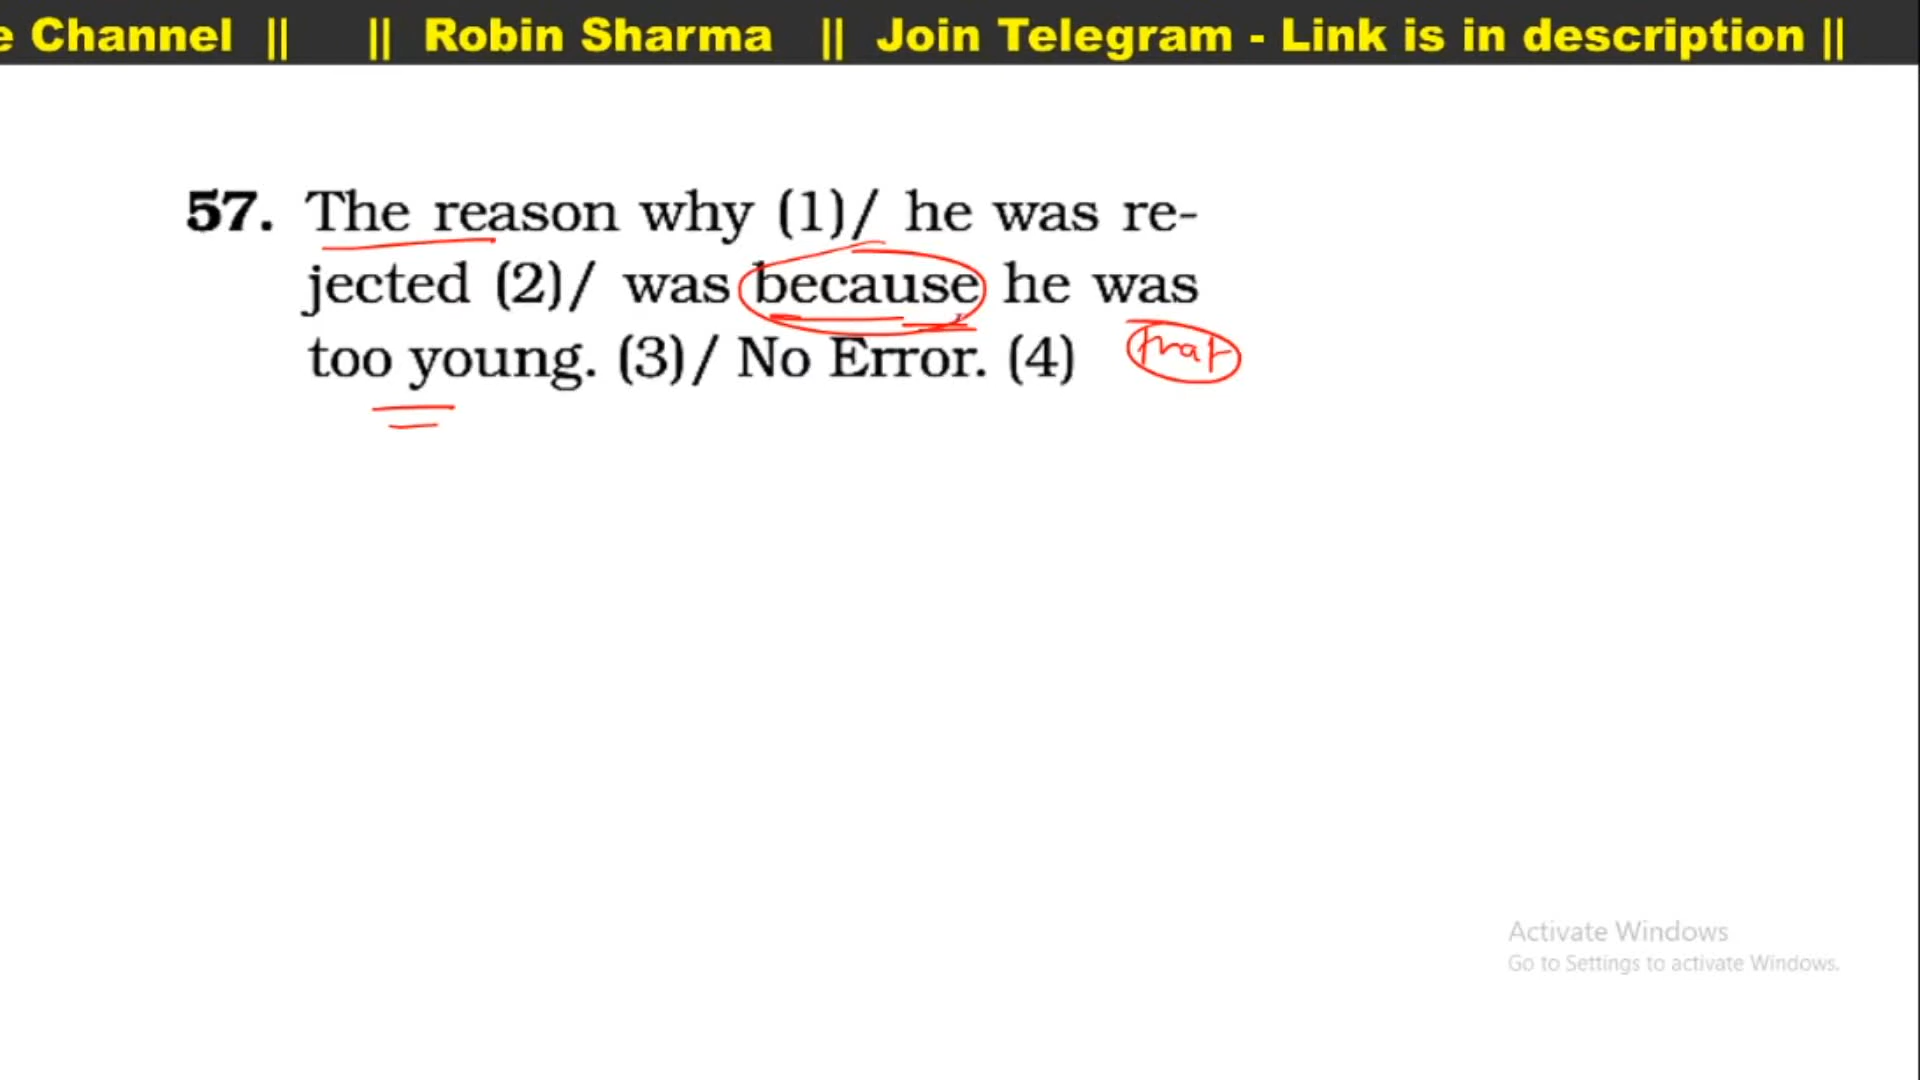 e Channel || || Robin Sharma || Join Telegram - Link is in description ||
57. The reason why (1)/ he was re-
jected (2)/ was because he was
too young. (3)/ No Error. (4)
that
Activate Windows
Go to Settings to activate Windows.